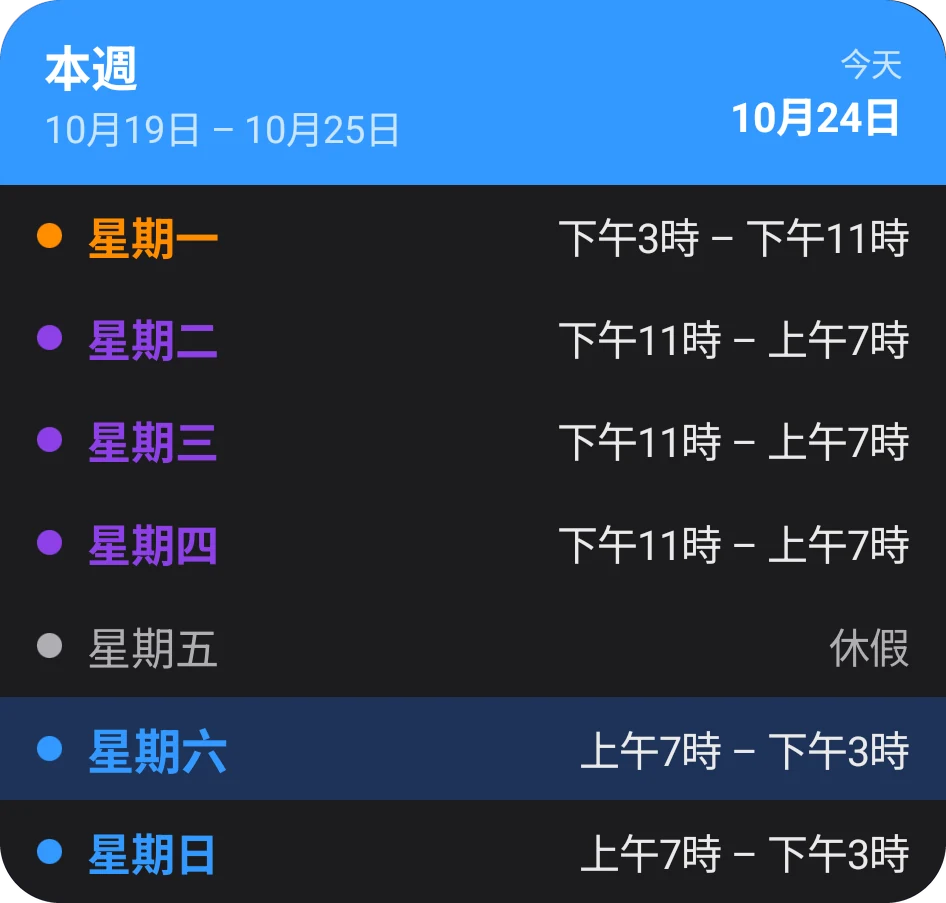 本週
10月19日 – 10月25日
今天
10月24日
星期一 下午3時 – 下午11時
星期二 下午11時 – 上午7時
星期三 下午11時 – 上午7時
星期四 下午11時 – 上午7時
星期五 休假
星期六 上午7時 – 下午3時
星期日 上午7時 – 下午3時